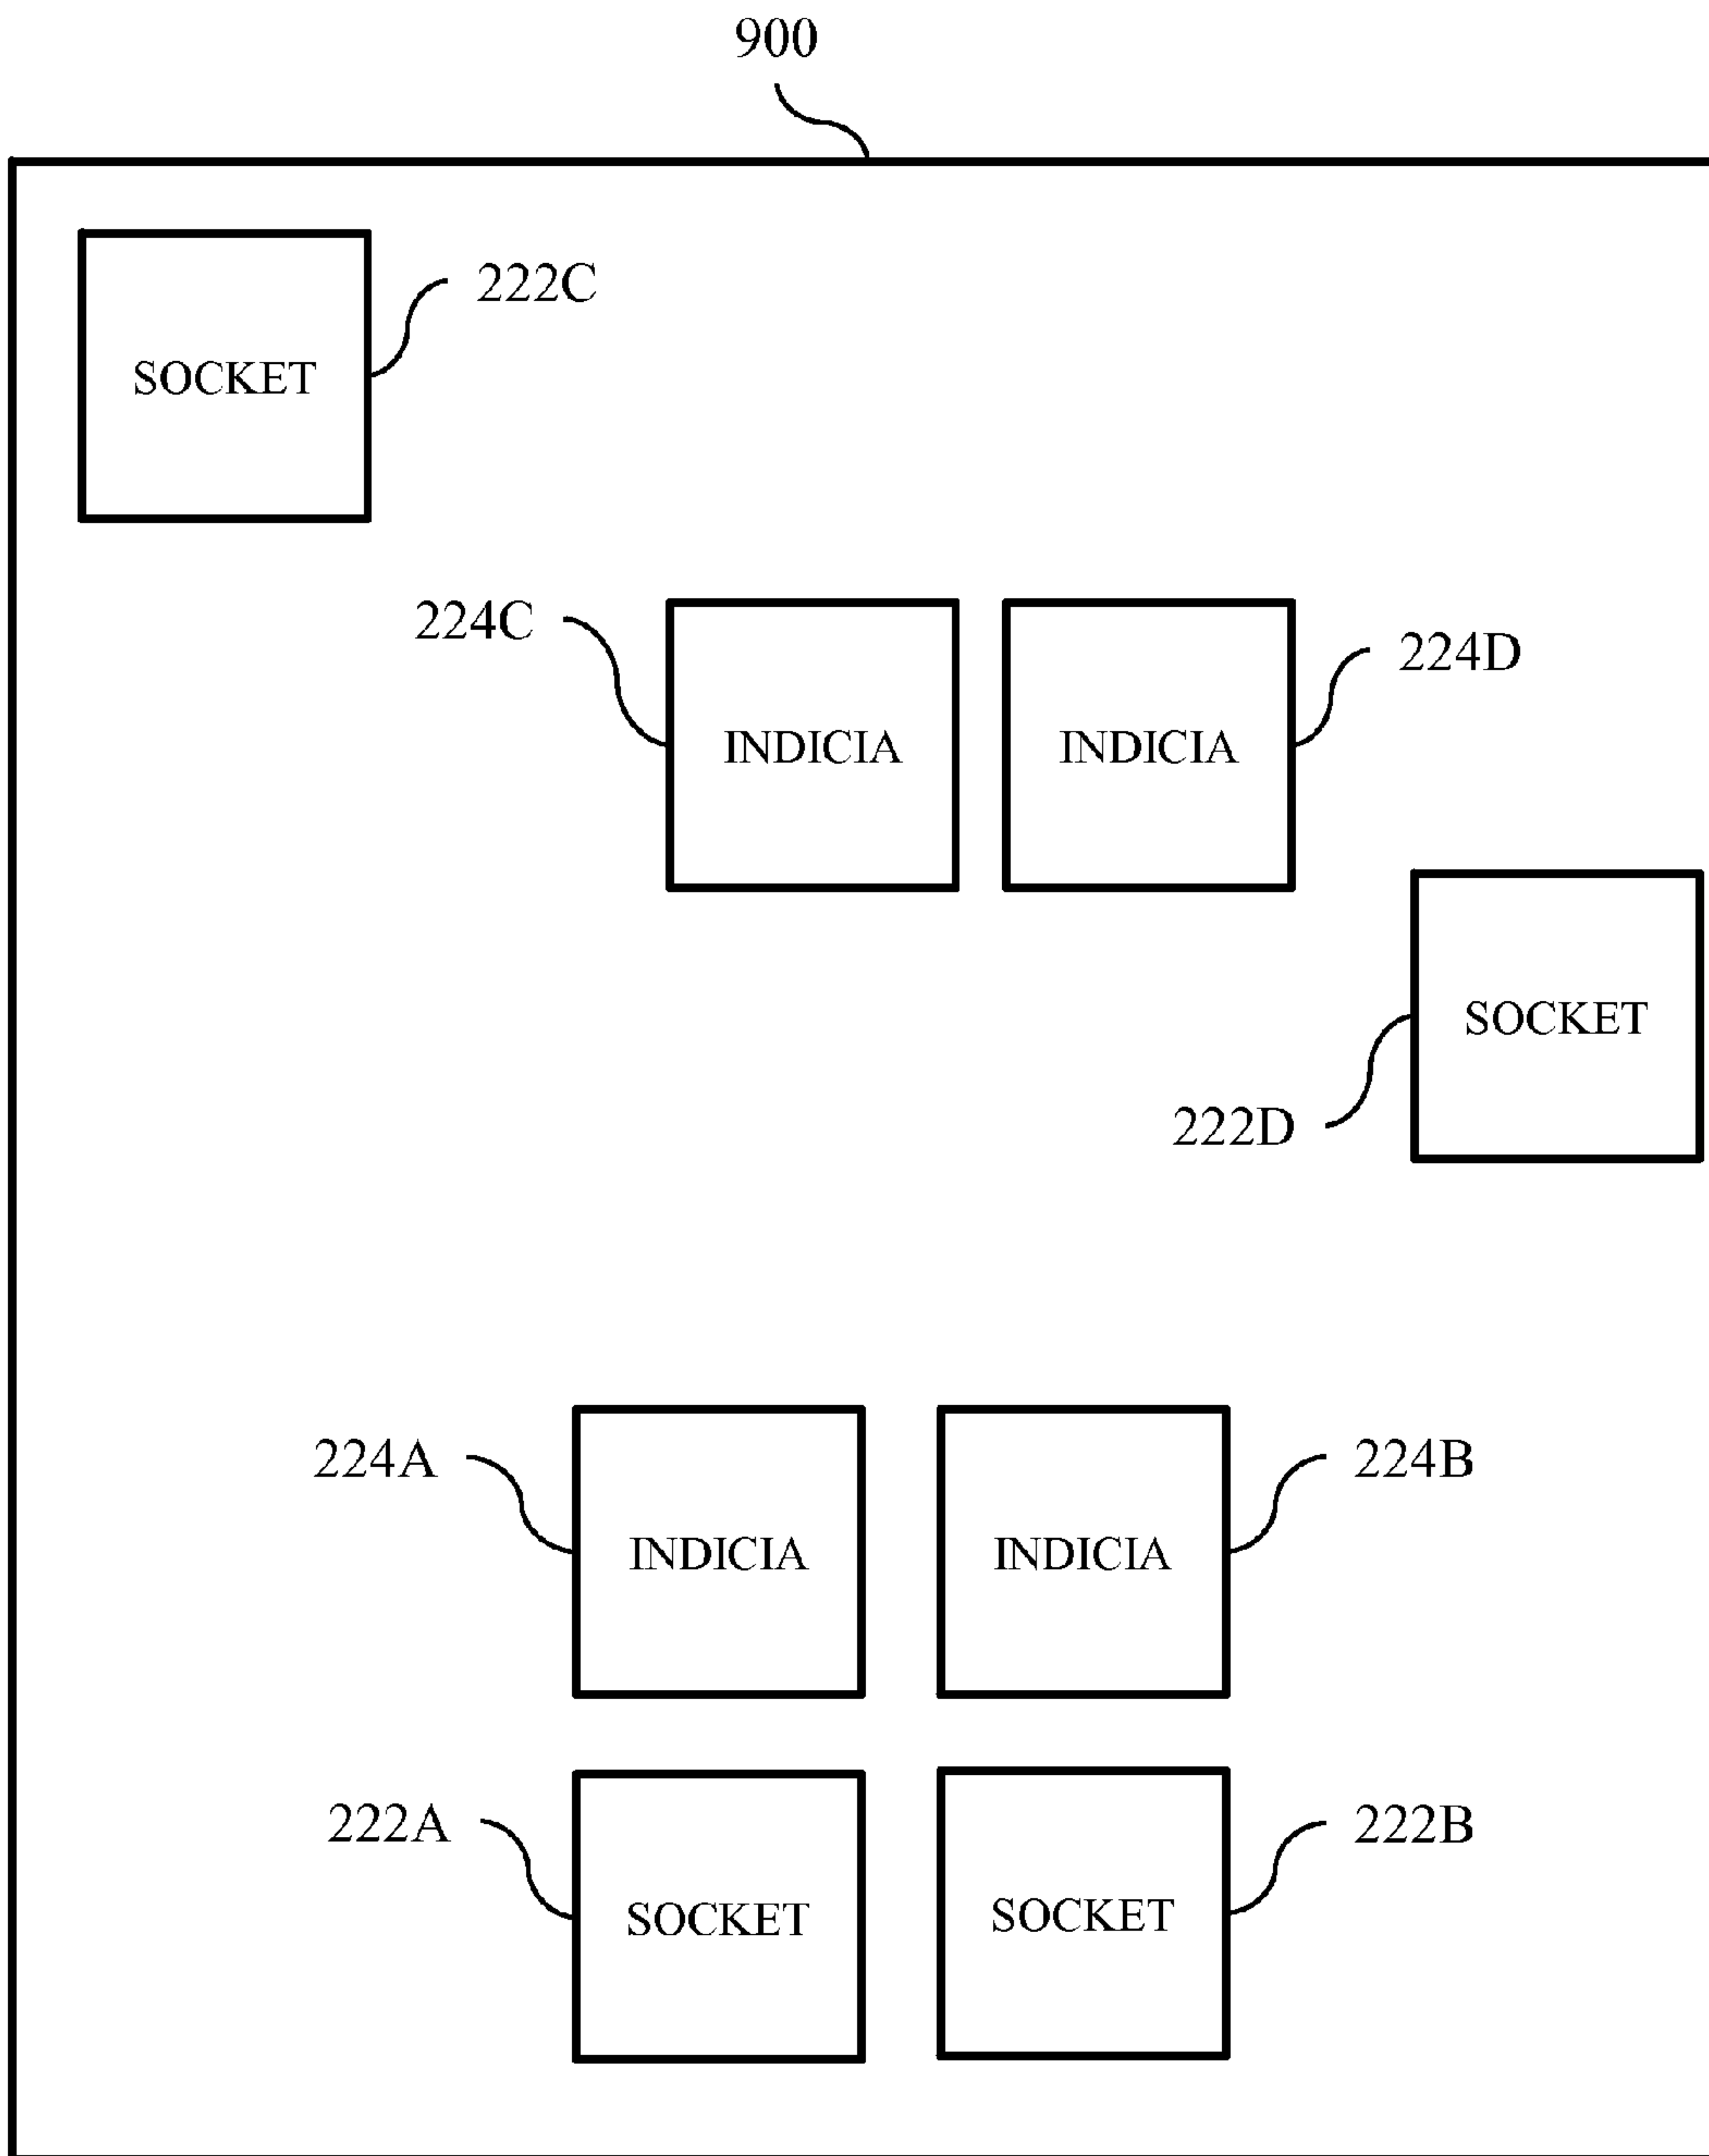 900
222C
SOCKET
224C
224D
INDICIA
INDICIA
SOCKET
222D
224A
224B
INDICIA
INDICIA
222A
222B
SOCKET
SOCKET